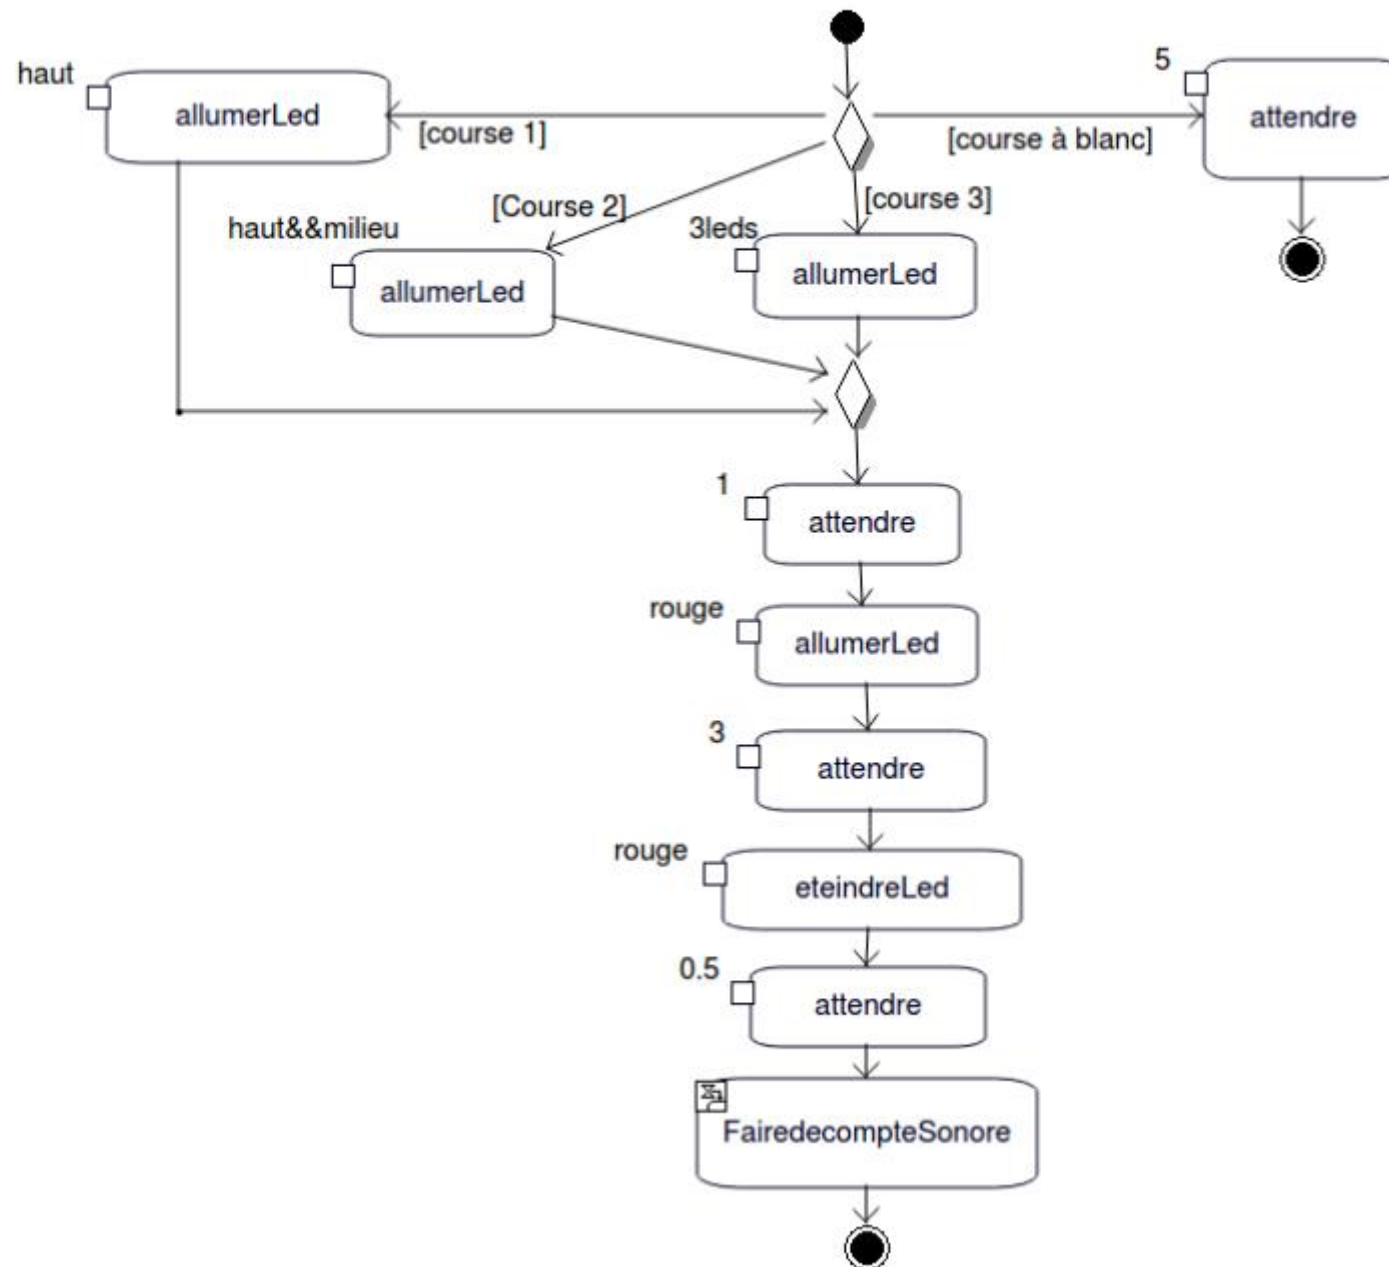 haut
allumerLed
[course 1]
5
attendre
[course à blanc]
[Course 2]
[course 3]
haut&&milieu
allumerLed
3leds
allumerLed
1
attendre
rouge
allumerLed
3
attendre
rouge
eteindreLed
0.5
attendre
FairedecompteSonore